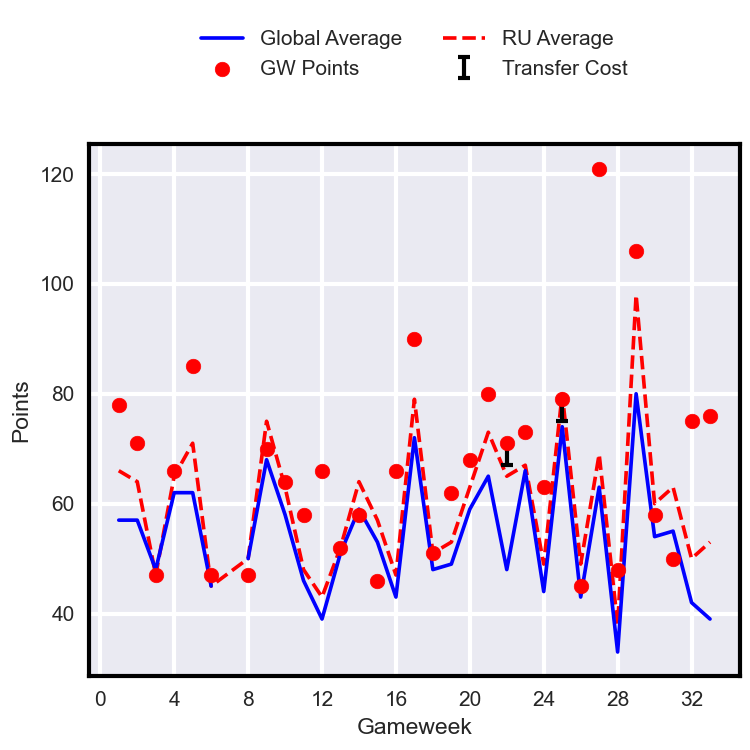 Global Average RU Average
GW Points Transfer Cost
120
100
80
60
40
Points
0 4 8 12 16 20 24 28 32
Gameweek